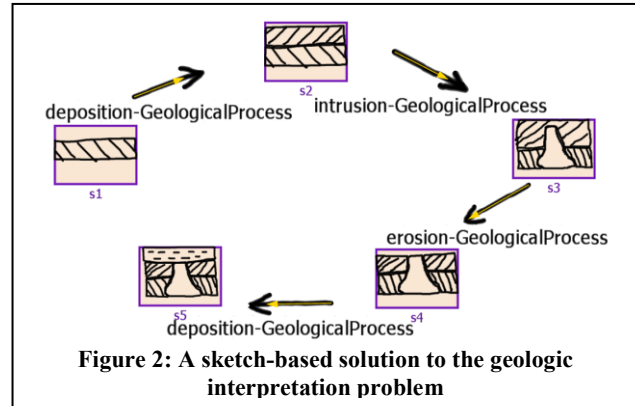 s2
deposition-GeologicalProcess
intrusion-GeologicalProcess
s1
s3
erosion-GeologicalProcess
s5
s4
deposition-GeologicalProcess
Figure 2: A sketch-based solution to the geologic
interpretation problem